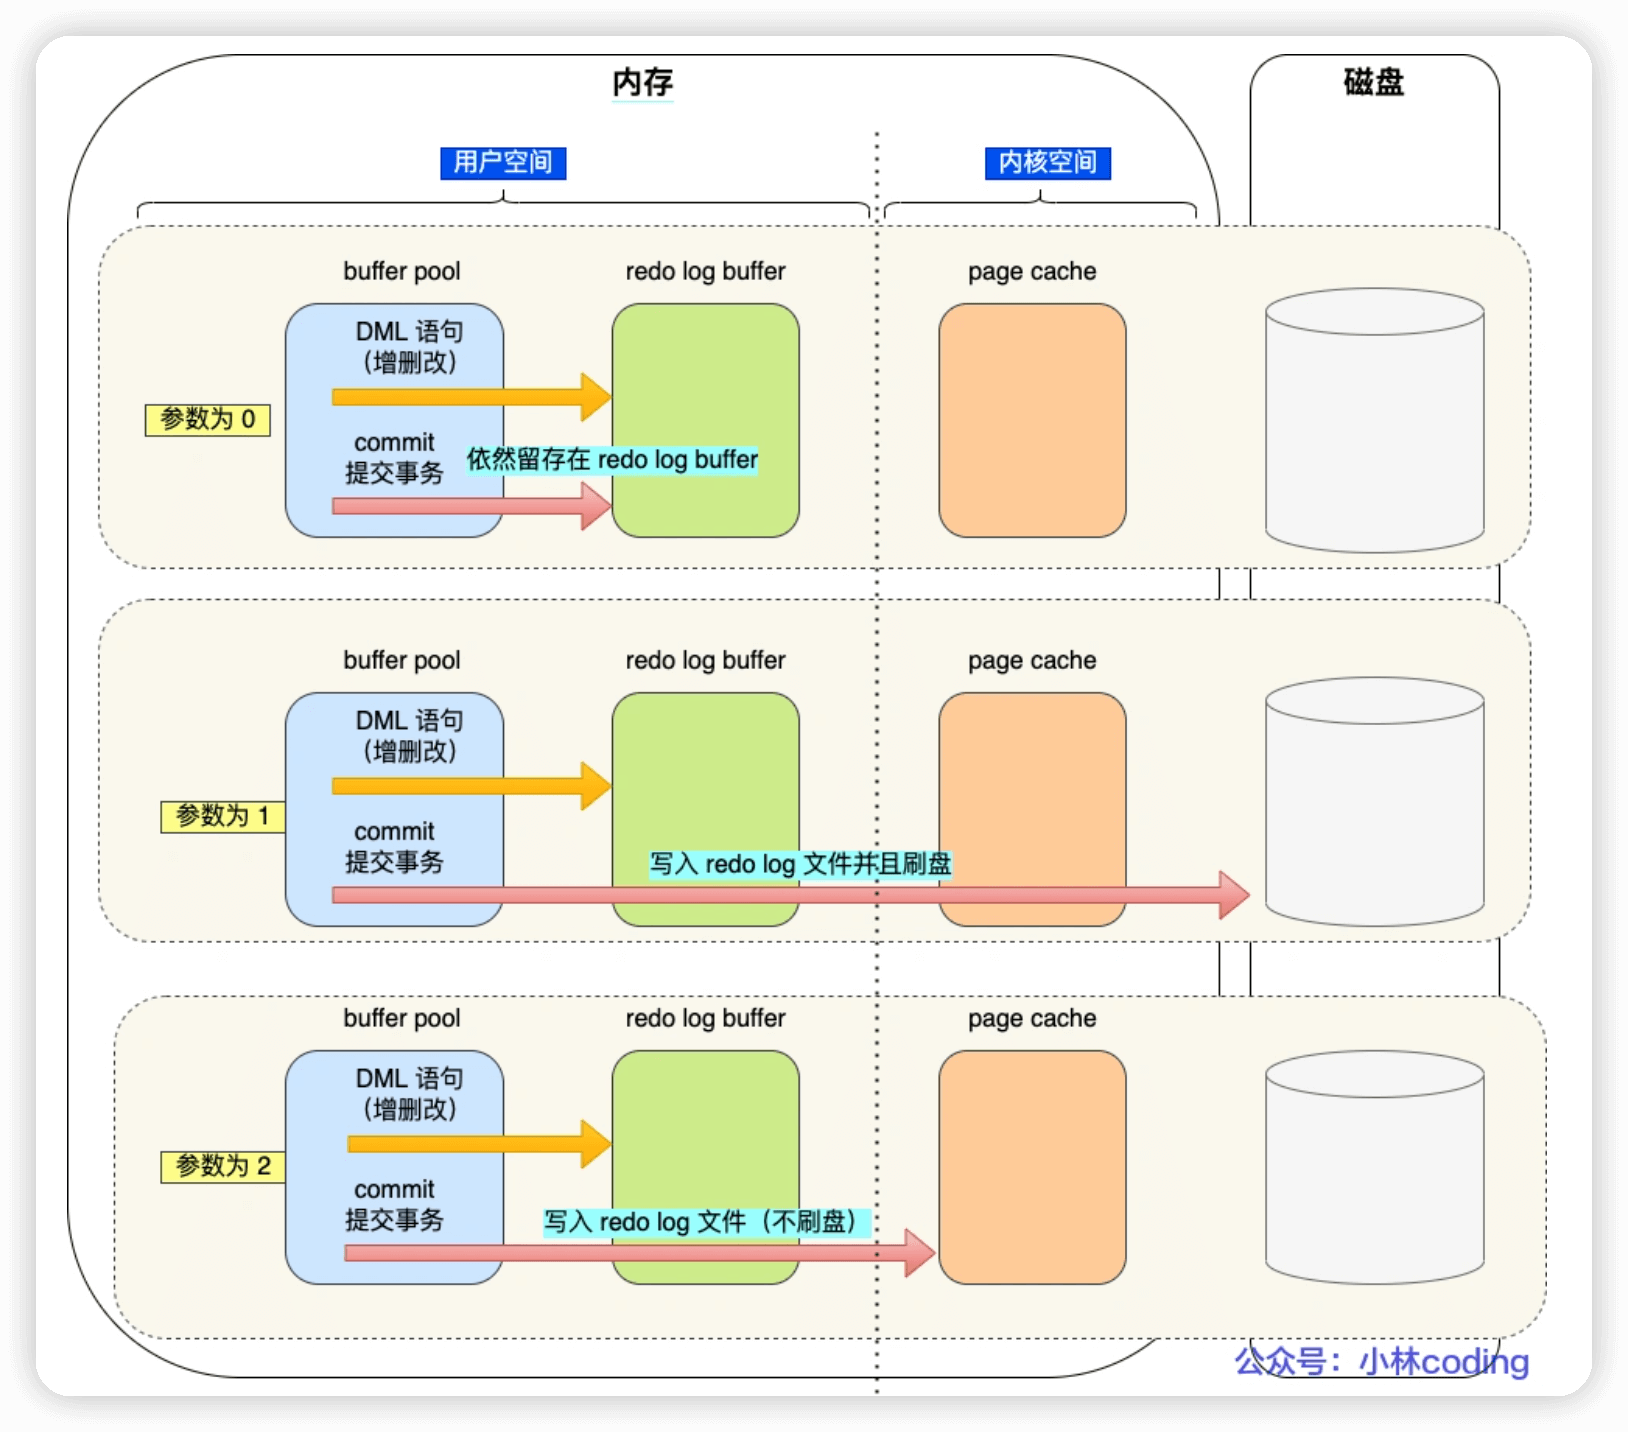 内存
磁盘
用户空间
内核空间
buffer pool
redo log buffer
page cache
DML 语句
（增删改）
参数为 0
commit
提交事务
依然留存在 redo log buffer
buffer pool
redo log buffer
page cache
DML 语句
（增删改）
参数为 1
commit
提交事务
写入 redo log 文件并且刷盘
buffer pool
redo log buffer
page cache
DML 语句
（增删改）
参数为 2
commit
提交事务
写入 redo log 文件（不刷盘）
公众号：小林coding